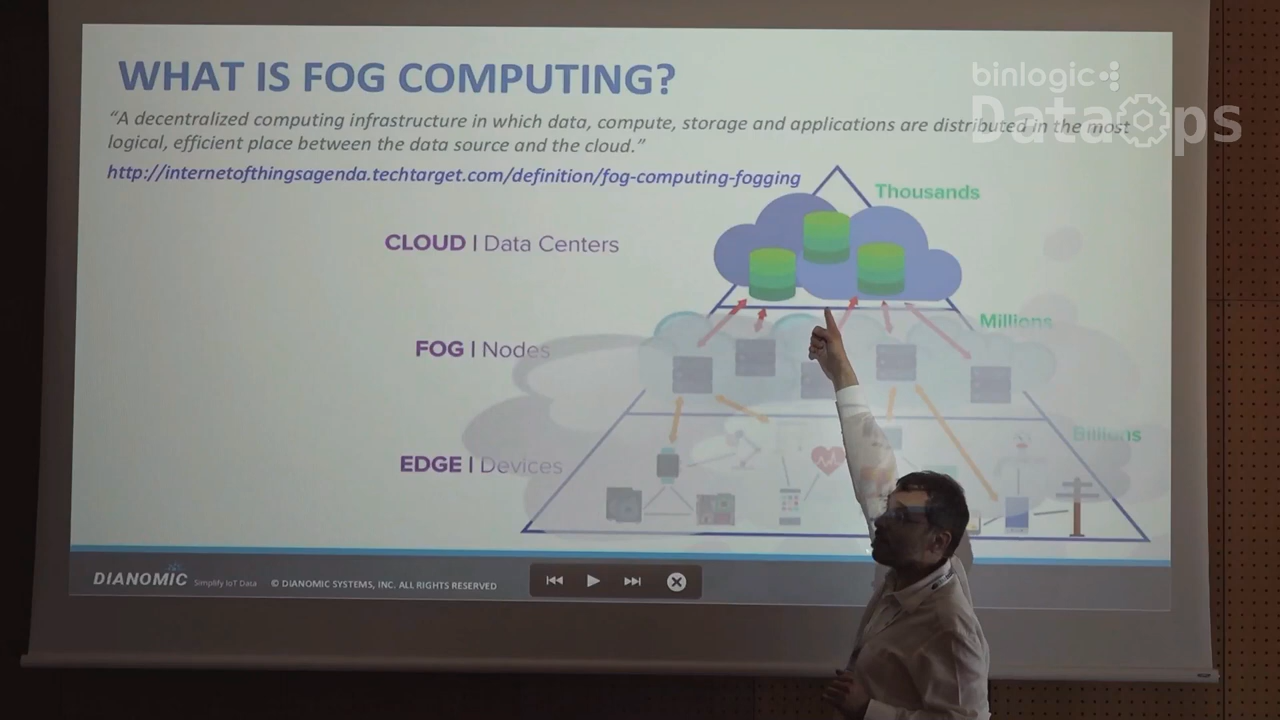 WHAT IS FOG COMPUTING?
binlogic
DataOps
“A decentralized computing infrastructure in which data, compute, storage and applications are distributed in the most
logical, efficient place between the data source and the cloud.”
http://internetofthingsagenda.techtarget.com/definition/fog-computing-fogging
Thousands
CLOUD | Data Centers
Millions
FOG | Nodes
Billions
EDGE | Devices
DIANOMIC Simplify IoT Data © DIANOMIC SYSTEMS, INC. ALL RIGHTS RESERVED